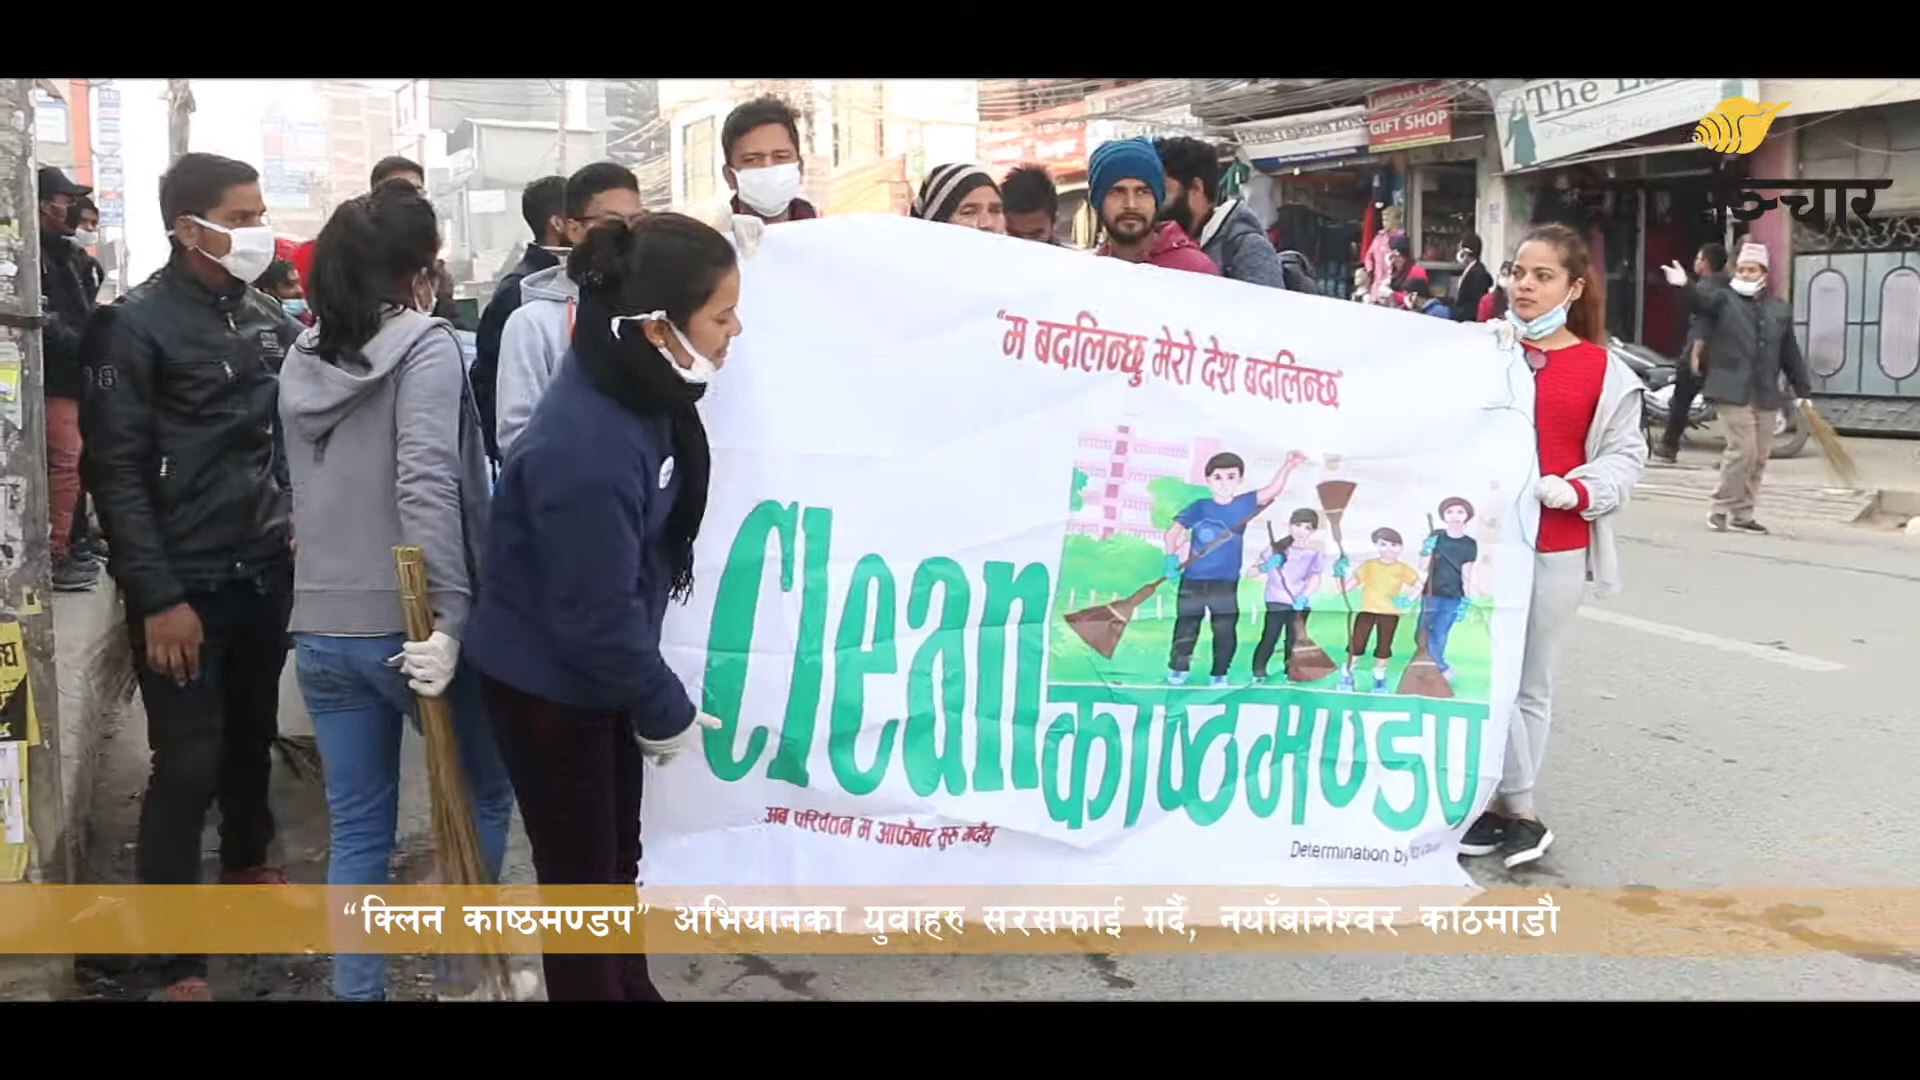 The
GIFT SHOP
ञ्चार
“म बदलिन्छु मेरो देश बदलिन्छ
Clean
काष्ठमण्डप
अब परिवर्तन म आफैबाट सुरु गर्दछु
Determination by
“क्लिन काष्ठमण्डप” अभियानका युवाहरु सरसफाई गर्दै, नयाँबानेश्वर काठमाडौ